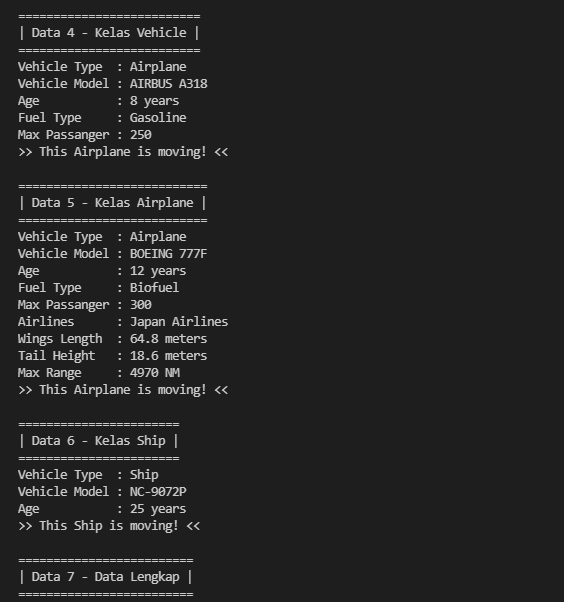 ==========================
| Data 4 - Kelas Vehicle |
==========================
Vehicle Type  : Airplane
Vehicle Model : AIRBUS A318
Age           : 8 years
Fuel Type     : Gasoline
Max Passanger : 250
>> This Airplane is moving! <<

===========================
| Data 5 - Kelas Airplane |
===========================
Vehicle Type  : Airplane
Vehicle Model : BOEING 777F
Age           : 12 years
Fuel Type     : Biofuel
Max Passanger : 300
Airlines      : Japan Airlines
Wings Length  : 64.8 meters
Tail Height   : 18.6 meters
Max Range     : 4970 NM
>> This Airplane is moving! <<

=======================
| Data 6 - Kelas Ship |
=======================
Vehicle Type  : Ship
Vehicle Model : NC-9072P
Age           : 25 years
>> This Ship is moving! <<

=========================
| Data 7 - Data Lengkap |
=========================